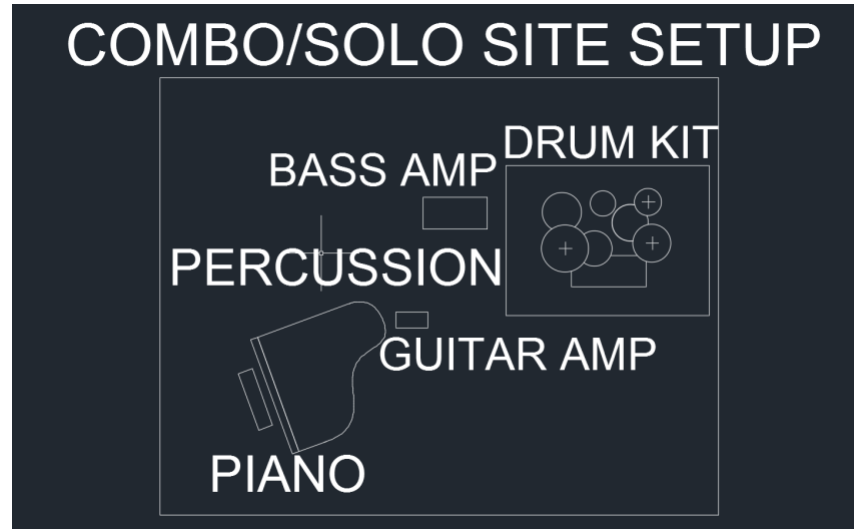 COMBO/SOLO SITE SETUP
DRUM KIT
BASS AMP
PERCUSSION
GUITAR AMP
PIANO